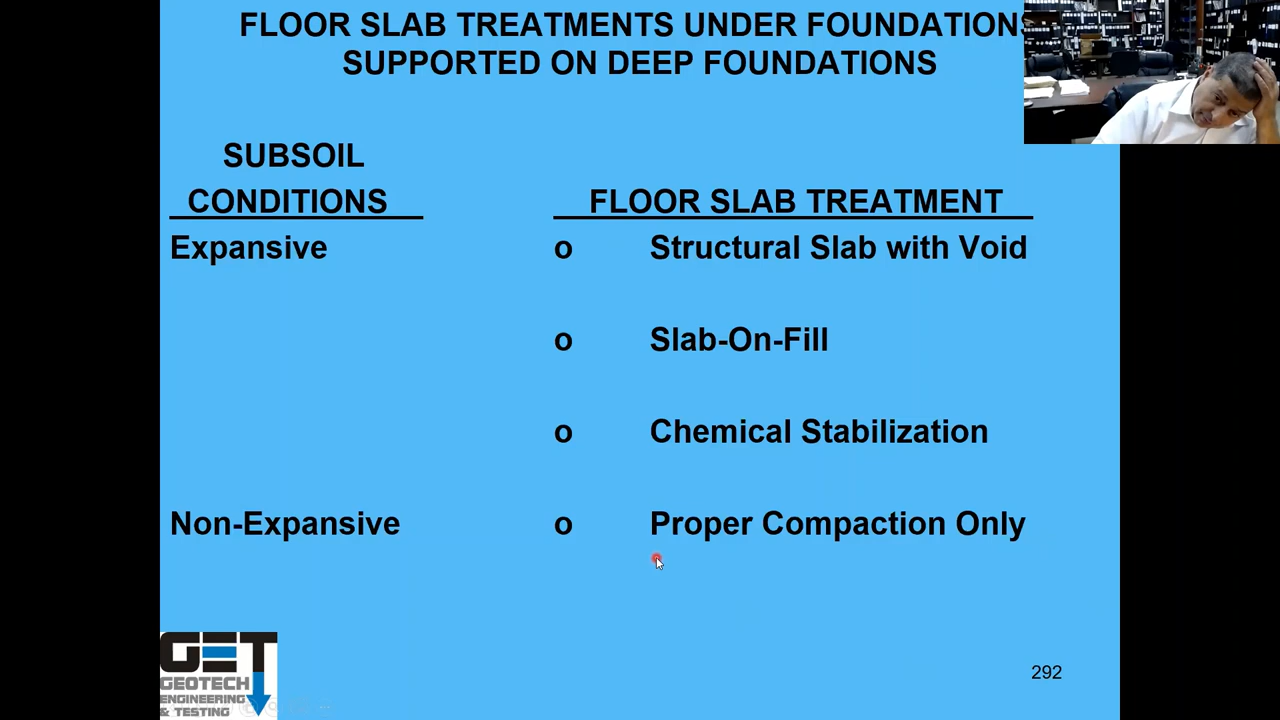 FLOOR SLAB TREATMENTS UNDER FOUNDATIONS
SUPPORTED ON DEEP FOUNDATIONS
SUBSOIL
CONDITIONS
FLOOR SLAB TREATMENT
Expansive
o Structural Slab with Void
o Slab-On-Fill
o Chemical Stabilization
Non-Expansive
o Proper Compaction Only
GET
GEOTECH
ENGINEERING
& TESTING
292